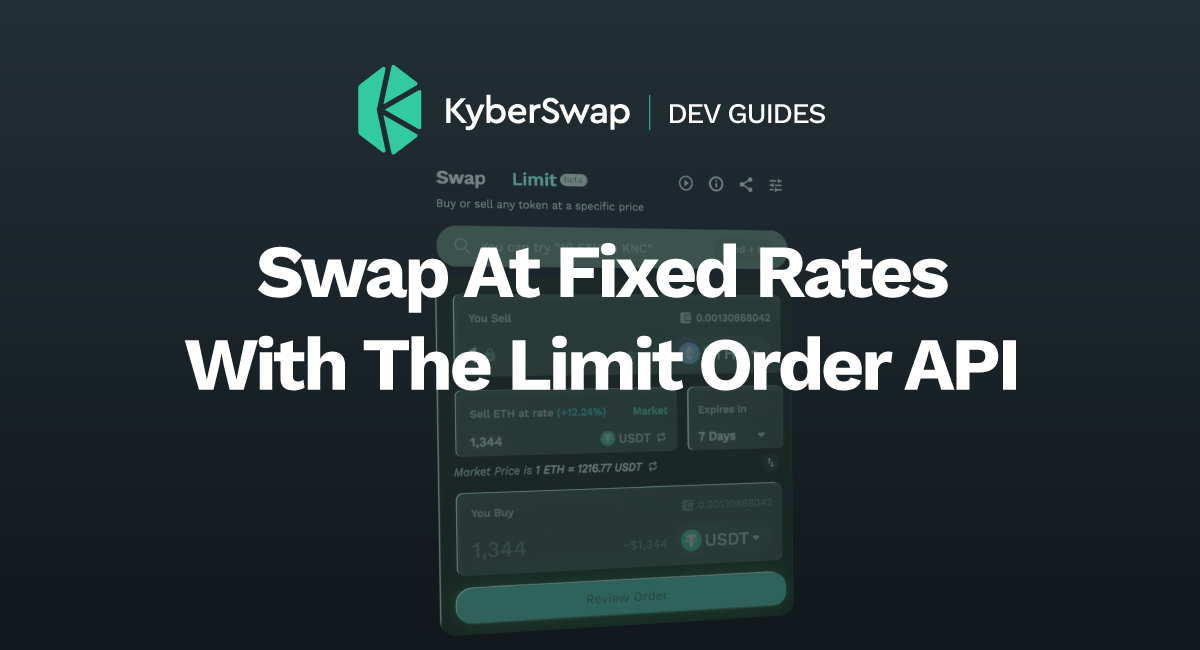 KyberSwap | DEV GUIDES
Swap Limit beta
Buy or sell any token at a specific price
Swap At Fixed Rates
You Sell 0.00130868042
With The Limit Order API
Sell ETH at rate (+12.24%) Market Expires In
1,344 USDT 7 Days
Market Price is 1 ETH = 1216.77 USDT
You Buy 0.00130868042
1,344 ~$1,344 USDT
Review Order